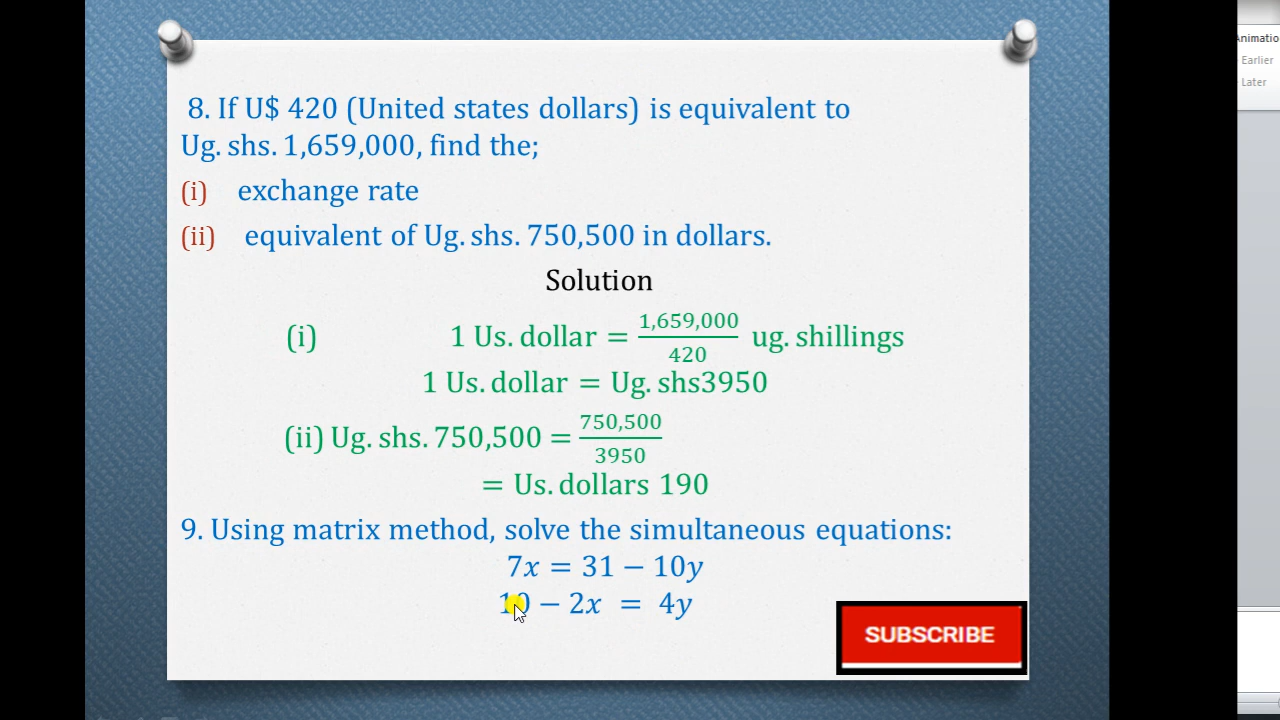 8. If U$ 420 (United states dollars) is equivalent to
Ug. shs. 1,659,000, find the;
(i) exchange rate
(ii) equivalent of Ug. shs. 750,500 in dollars.
Solution
(i) 1 Us. dollar = 1,659,000/420 ug. shillings
1 Us. dollar = Ug. shs3950
(ii) Ug. shs. 750,500 = 750,500/3950
= Us. dollars 190
9. Using matrix method, solve the simultaneous equations:
7x = 31 − 10y
10 − 2x = 4y
SUBSCRIBE
Animatio
Earlier
Later